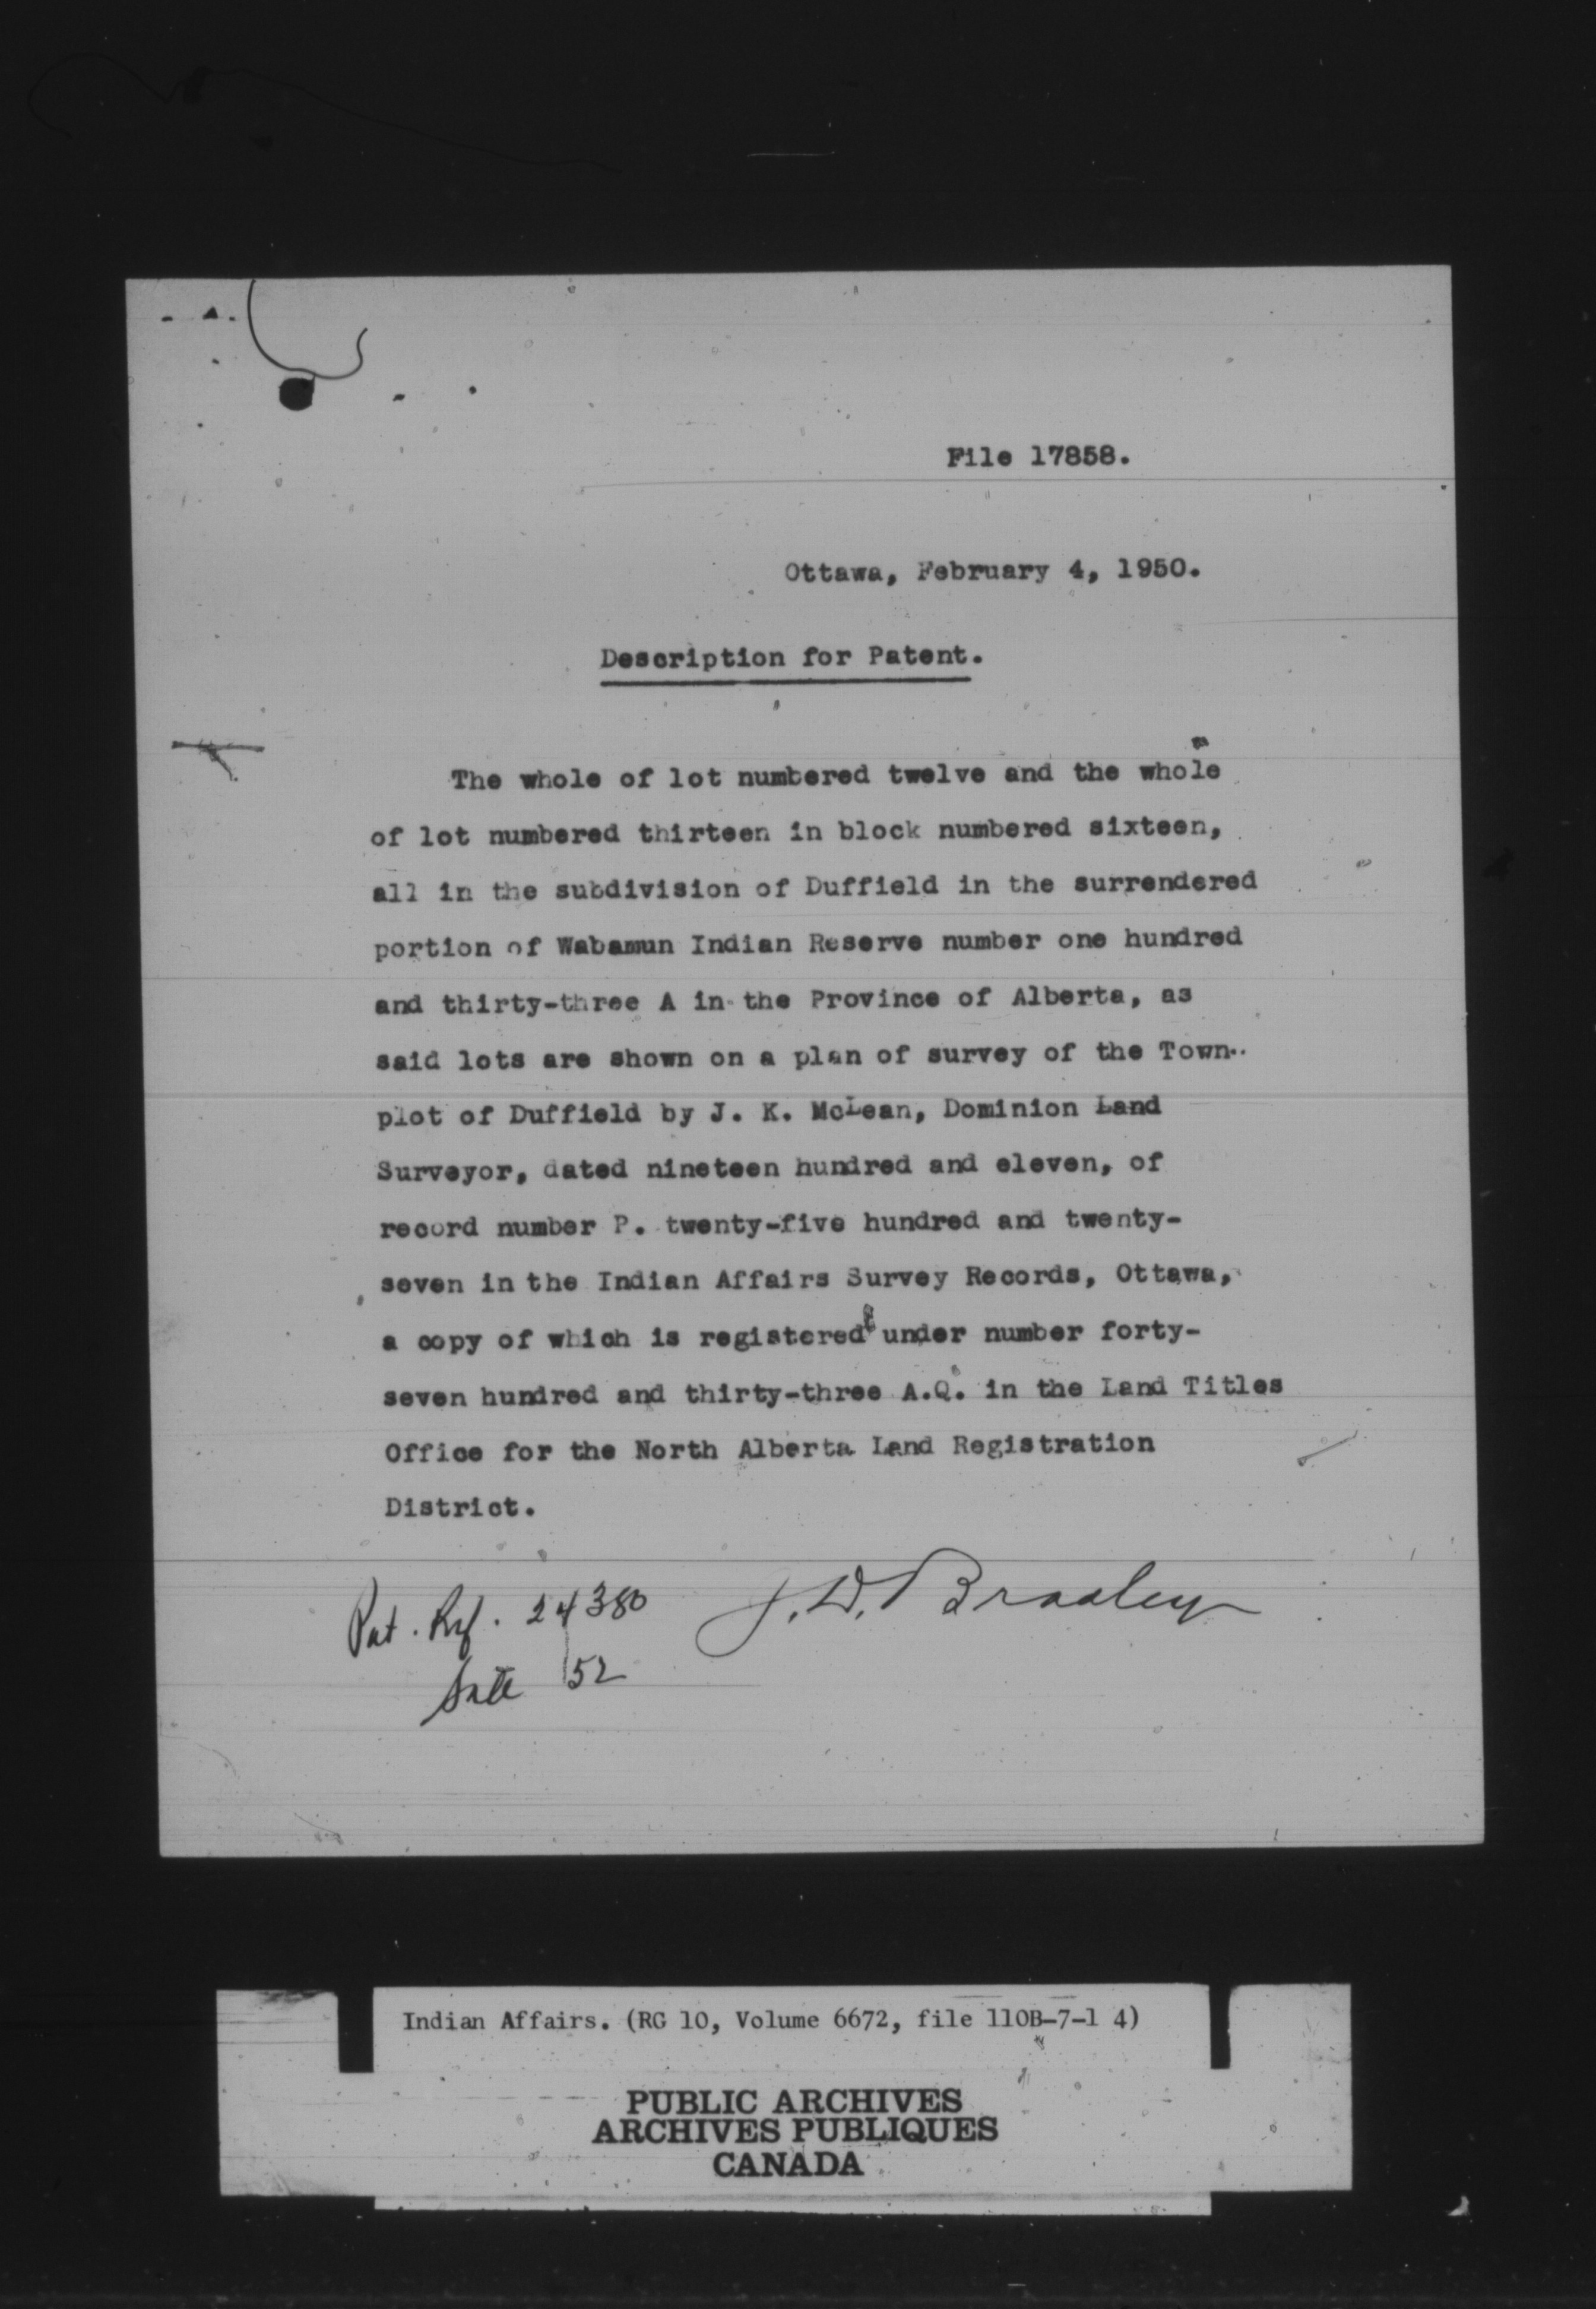 File 17858.
Ottawa, February 4, 1950.
Description for Patent.
The whole of lot numbered twelve and the whole
of lot numbered thirteen in block numbered sixteen,
all in the subdivision of Duffield in the surrendered
portion of Wabamun Indian Reserve number one hundred
and thirty-three A in the Province of Alberta, as
said lots are shown on a plan of survey of the Town-
plot of Duffield by J. K. McLean, Dominion Land
Surveyor, dated nineteen hundred and eleven, of
record number P. twenty-five hundred and twenty-
seven in the Indian Affairs Survey Records, Ottawa,
a copy of which is registered under number forty-
seven hundred and thirty-three A.Q. in the Land Titles
Office for the North Alberta Land Registration
District.
Pat. Ref. 24380 J. W. Bradley
Sale 52
Indian Affairs. (RG 10, Volume 6672, file 110B-7-1 4)
PUBLIC ARCHIVES
ARCHIVES PUBLIQUES
CANADA